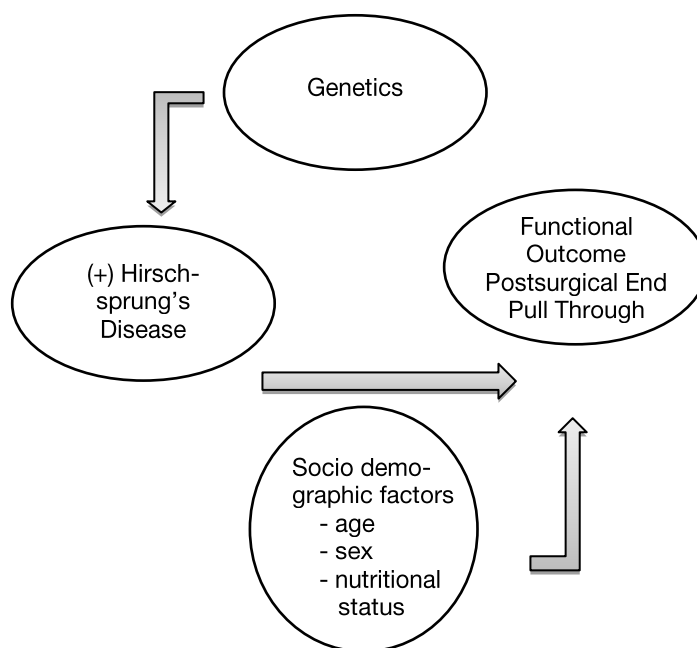 Genetics
(+) Hirsch-
sprung’s
Disease
Functional
Outcome
Postsurgical End
Pull Through
Socio demo-
graphic factors
- age
- sex
- nutritional
status